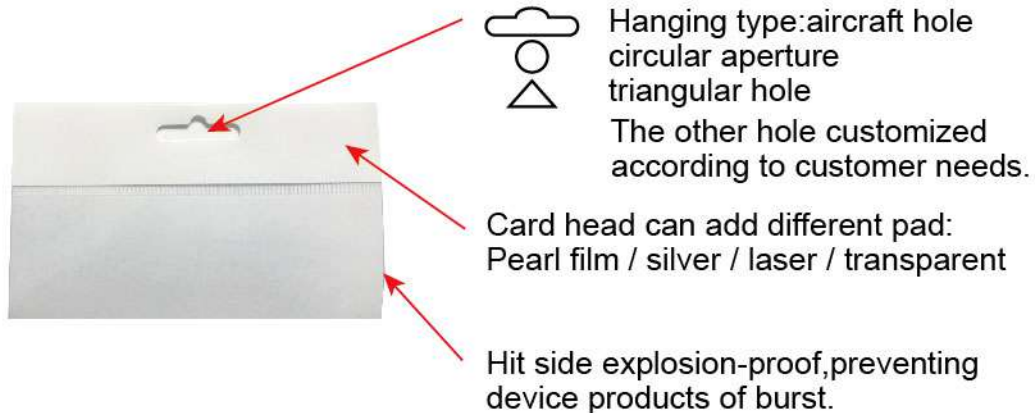 Hanging type:aircraft hole
circular aperture
triangular hole
The other hole customized
according to customer needs.
Card head can add different pad:
Pearl film / silver / laser / transparent
Hit side explosion-proof,preventing
device products of burst.